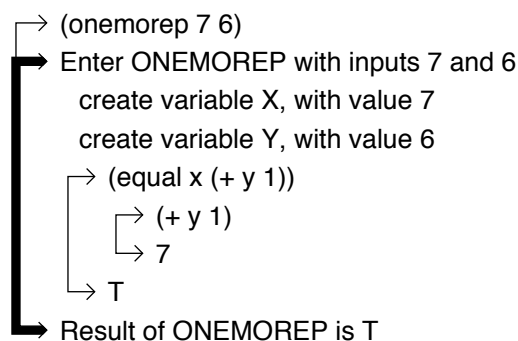 (onemorep 7 6)
Enter ONEMOREP with inputs 7 and 6
create variable X, with value 7
create variable Y, with value 6
(equal x (+ y 1))
(+ y 1)
7
T
Result of ONEMOREP is T